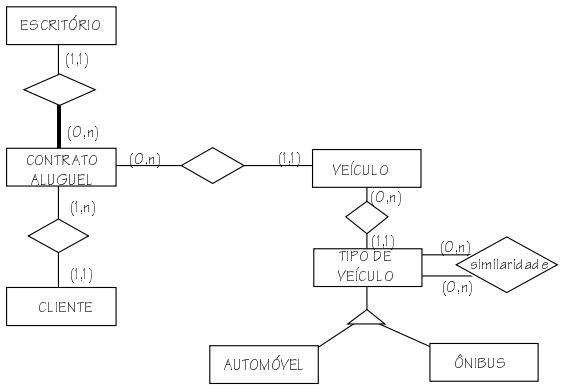 ESCRITÓRIO
(1,1)
(0,n)
CONTRATO
ALUGUEL
(0,n)
(1,1)
VEÍCULO
(0,n)
(1,n)
(1,1)
TIPO DE
VEÍCULO
(0,n)
similaridade
(0,n)
(1,1)
CLIENTE
AUTOMÓVEL
ÔNIBUS